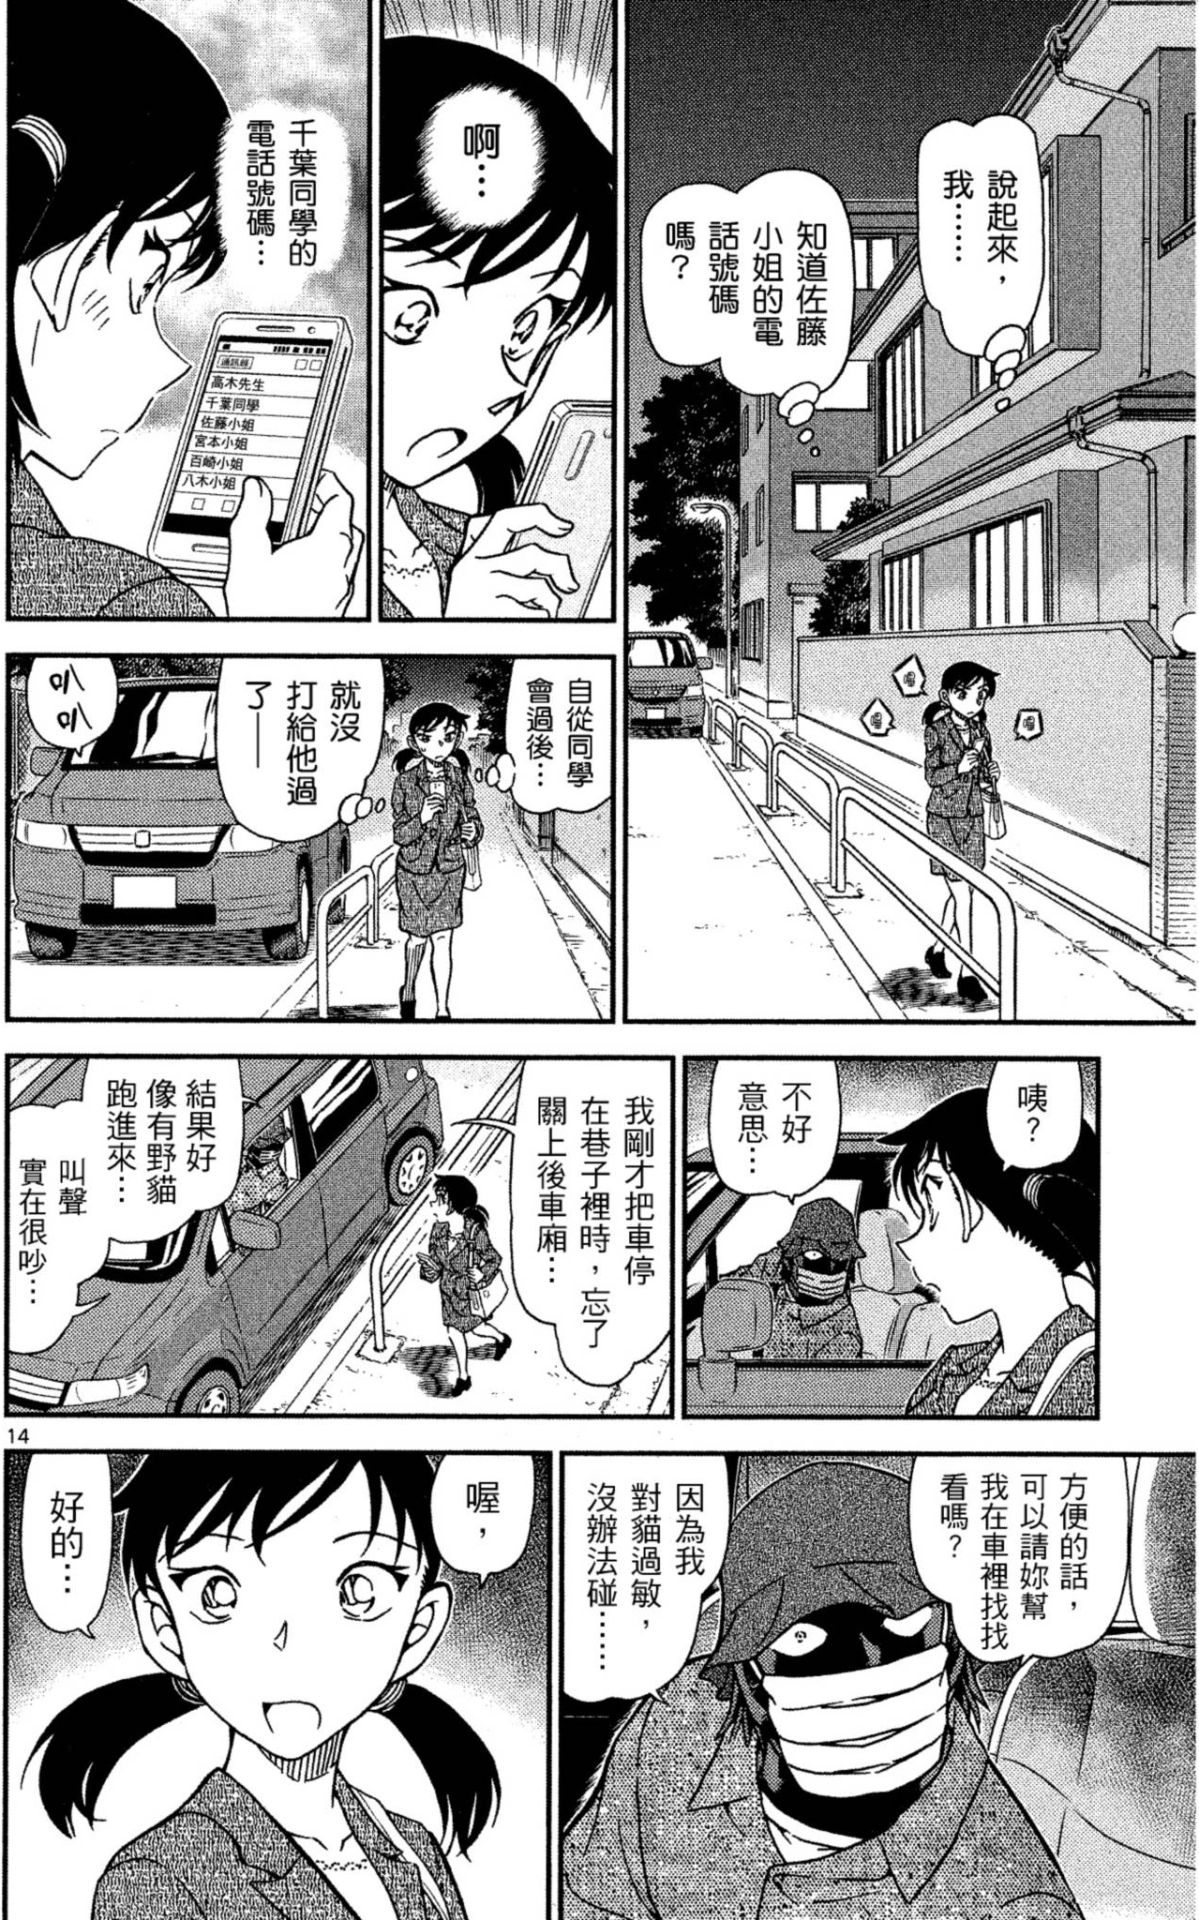 說起來，
我……
知道佐藤
小姐的電
話號碼
嗎？
嗶
嗶
嗶
啊…
千葉同學的
電話號碼…
通訊錄
高木先生
千葉同學
佐藤小姐
宮本小姐
百崎小姐
八木小姐
自從同學
會過後…
就沒
打給他過
了—
叭
叭
咦？
不好
意思…
我剛才把車停
在巷子裡時，忘了
關上後車廂…
結果好
像有野貓
跑進來…
叫聲
實在很吵…
14
方便的話，
可以請妳幫
我在車裡找找
看嗎？
因為我
對貓過敏，
沒辦法碰……
喔，
好的…